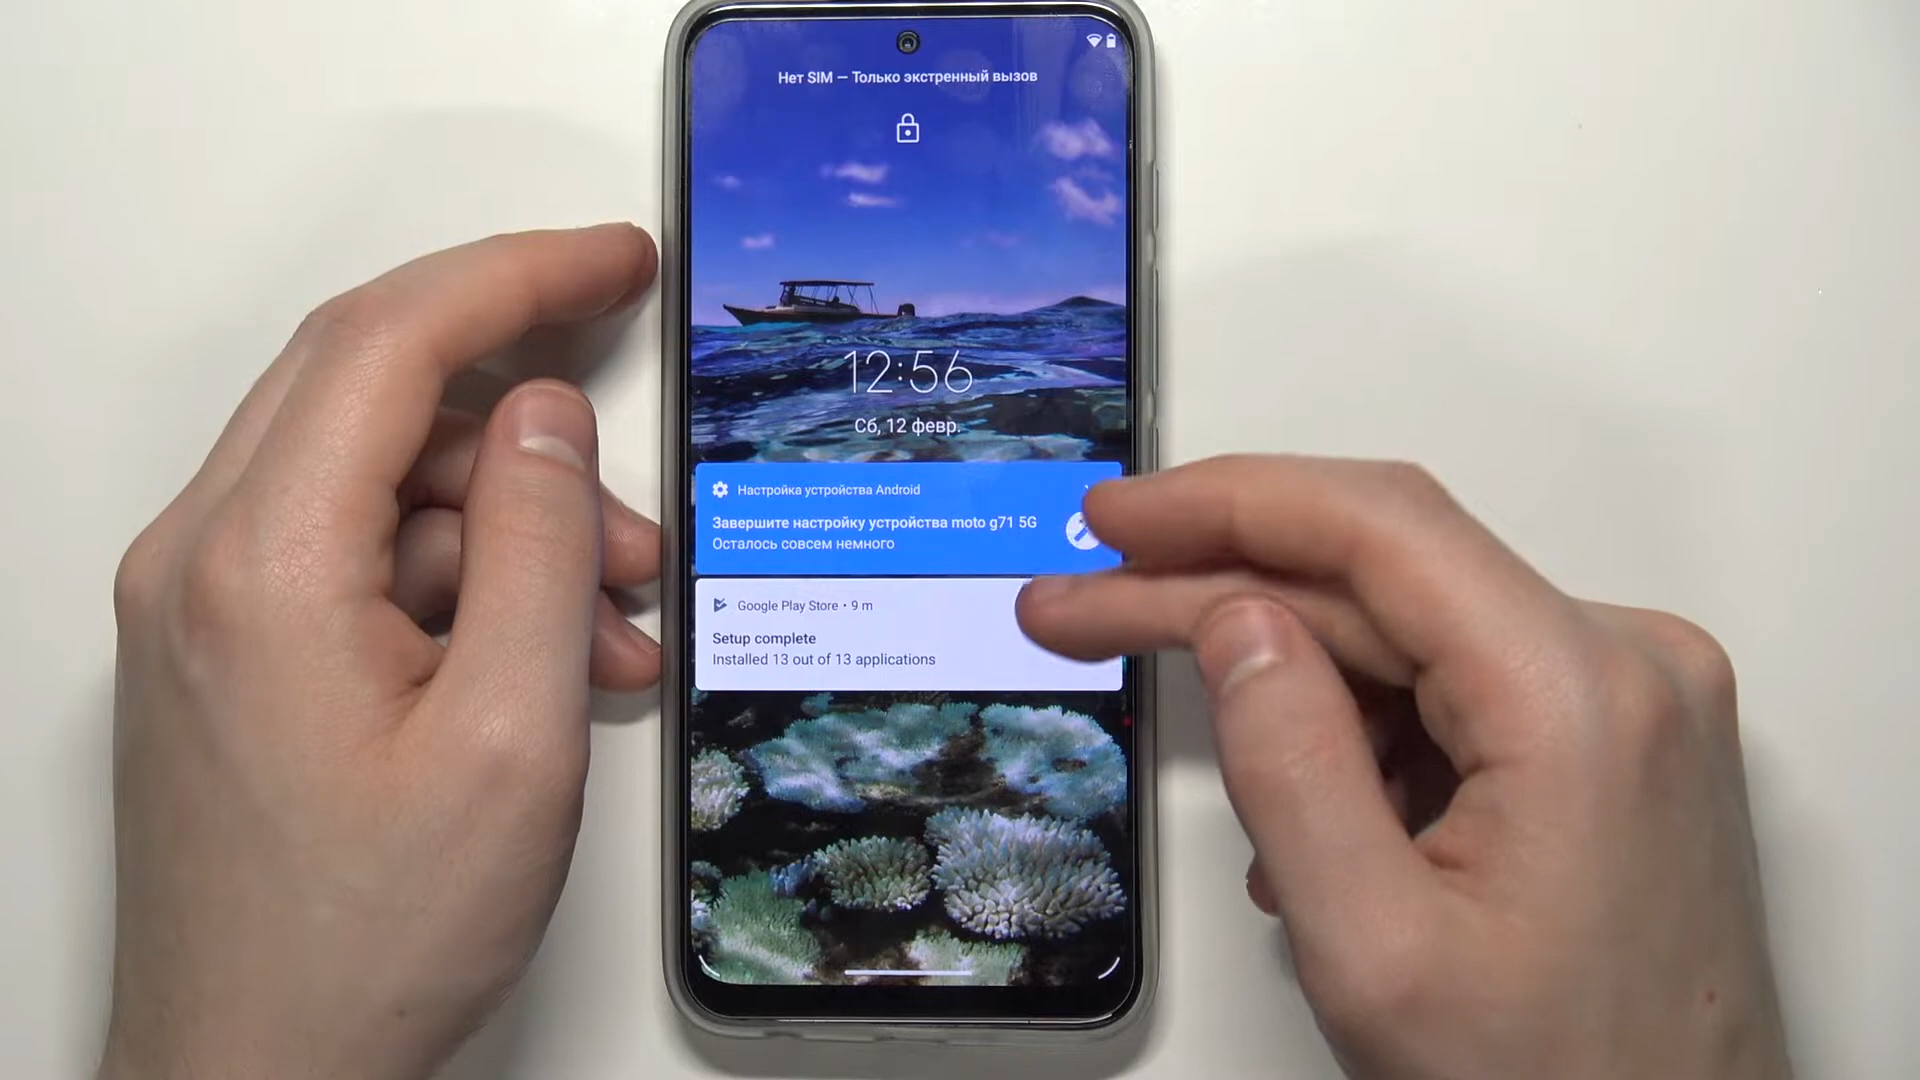 Нет SIM — Только экстренный вызов
12:56
Сб, 12 февр.
Настройка устройства Android
Завершите настройку устройства moto g71 5G
Осталось совсем немного
Google Play Store • 9 m
Setup complete
Installed 13 out of 13 applications